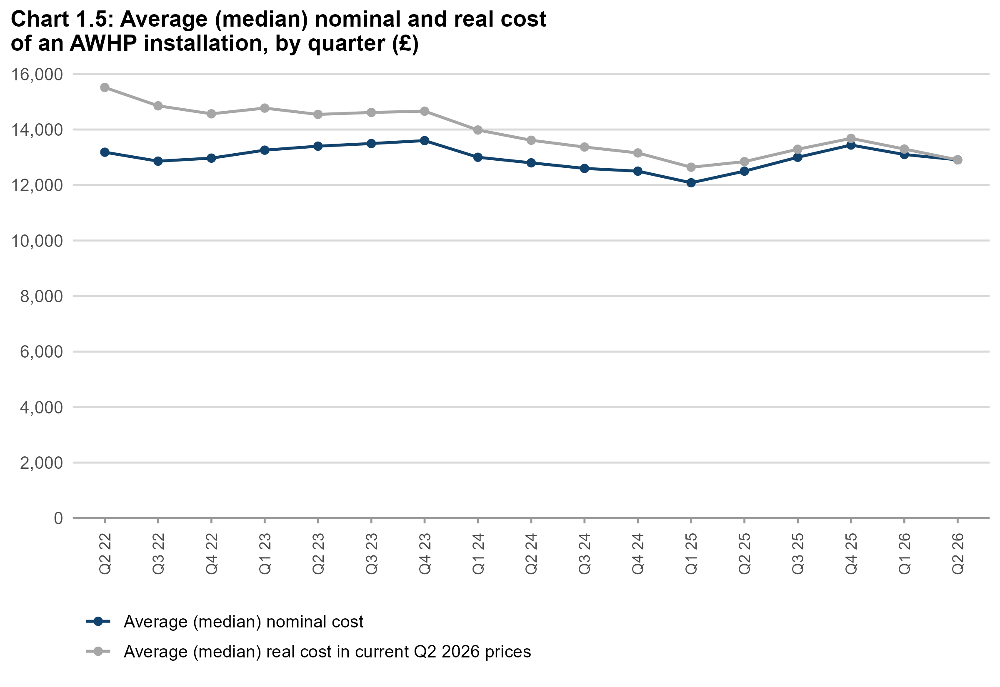 Chart 1.5: Average (median) nominal and real cost
of an AWHP installation, by quarter (£)
16,000
14,000
12,000
10,000
8,000
6,000
4,000
2,000
0
Q2 22
Q3 22
Q4 22
Q1 23
Q2 23
Q3 23
Q4 23
Q1 24
Q2 24
Q3 24
Q4 24
Q1 25
Q2 25
Q3 25
Q4 25
Q1 26
Q2 26
Average (median) nominal cost
Average (median) real cost in current Q2 2026 prices